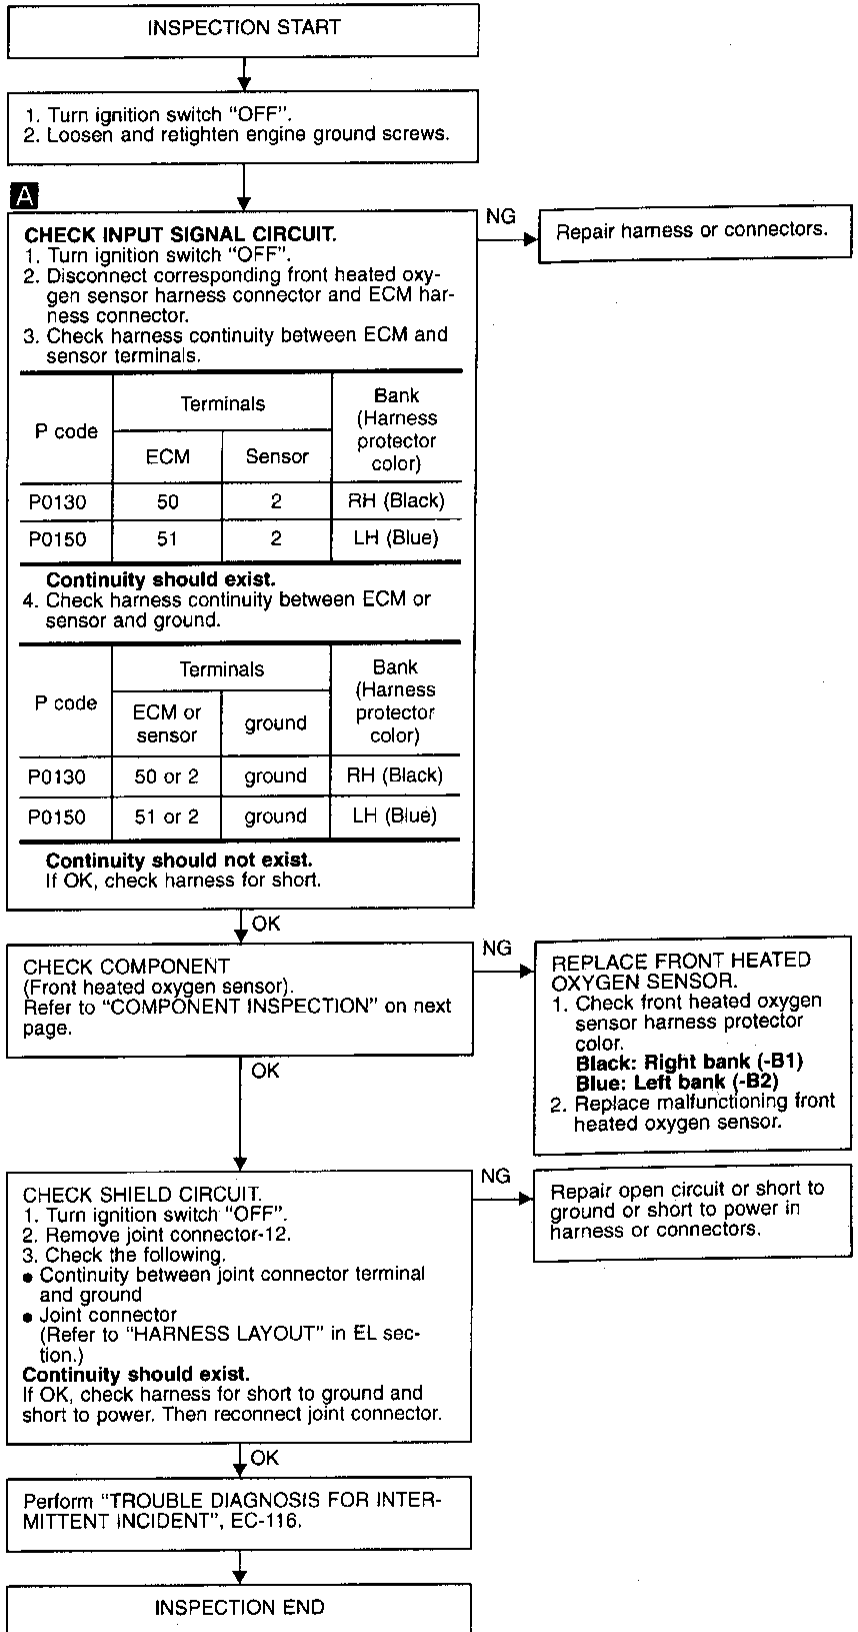 INSPECTION START
1. Turn ignition switch “OFF”.
2. Loosen and retighten engine ground screws.
A
CHECK INPUT SIGNAL CIRCUIT.
1. Turn ignition switch “OFF”.
2. Disconnect corresponding front heated oxy-
gen sensor harness connector and ECM har-
ness connector.
3. Check harness continuity between ECM and
sensor terminals.
P code
Terminals
Bank
(Harness
protector
color)
ECM
Sensor
P0130 50 2 RH (Black)
P0150 51 2 LH (Blue)
Continuity should exist.
4. Check harness continuity between ECM or
sensor and ground.
P code
Terminals
Bank
(Harness
protector
color)
ECM or
sensor
ground
P0130 50 or 2 ground RH (Black)
P0150 51 or 2 ground LH (Blue)
Continuity should not exist.
If OK, check harness for short.
NG
Repair harness or connectors.
OK
CHECK COMPONENT
(Front heated oxygen sensor).
Refer to “COMPONENT INSPECTION” on next
page.
NG
REPLACE FRONT HEATED
OXYGEN SENSOR.
1. Check front heated oxygen
sensor harness protector
color.
Black: Right bank (-B1)
Blue: Left bank (-B2)
2. Replace malfunctioning front
heated oxygen sensor.
OK
CHECK SHIELD CIRCUIT.
1. Turn ignition switch “OFF”.
2. Remove joint connector-12.
3. Check the following.
● Continuity between joint connector terminal
and ground
● Joint connector
(Refer to “HARNESS LAYOUT” in EL sec-
tion.)
Continuity should exist.
If OK, check harness for short to ground and
short to power. Then reconnect joint connector.
NG
Repair open circuit or short to
ground or short to power in
harness or connectors.
OK
Perform “TROUBLE DIAGNOSIS FOR INTER-
MITTENT INCIDENT”, EC-116.
INSPECTION END